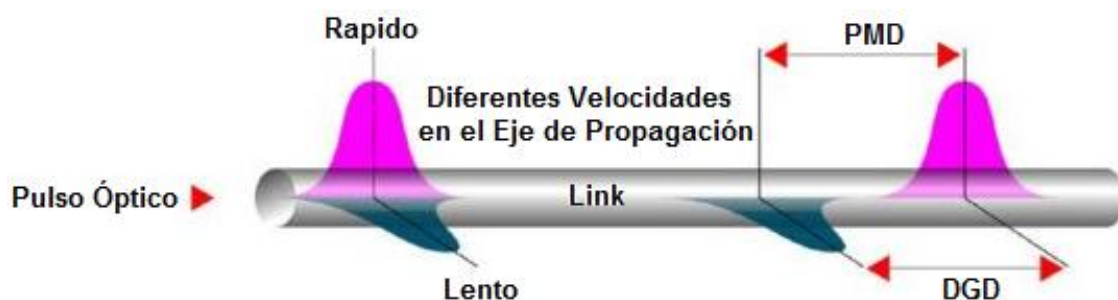 Rapido
PMD
Diferentes Velocidades
en el Eje de Propagación
Pulso Óptico
Link
Lento
DGD